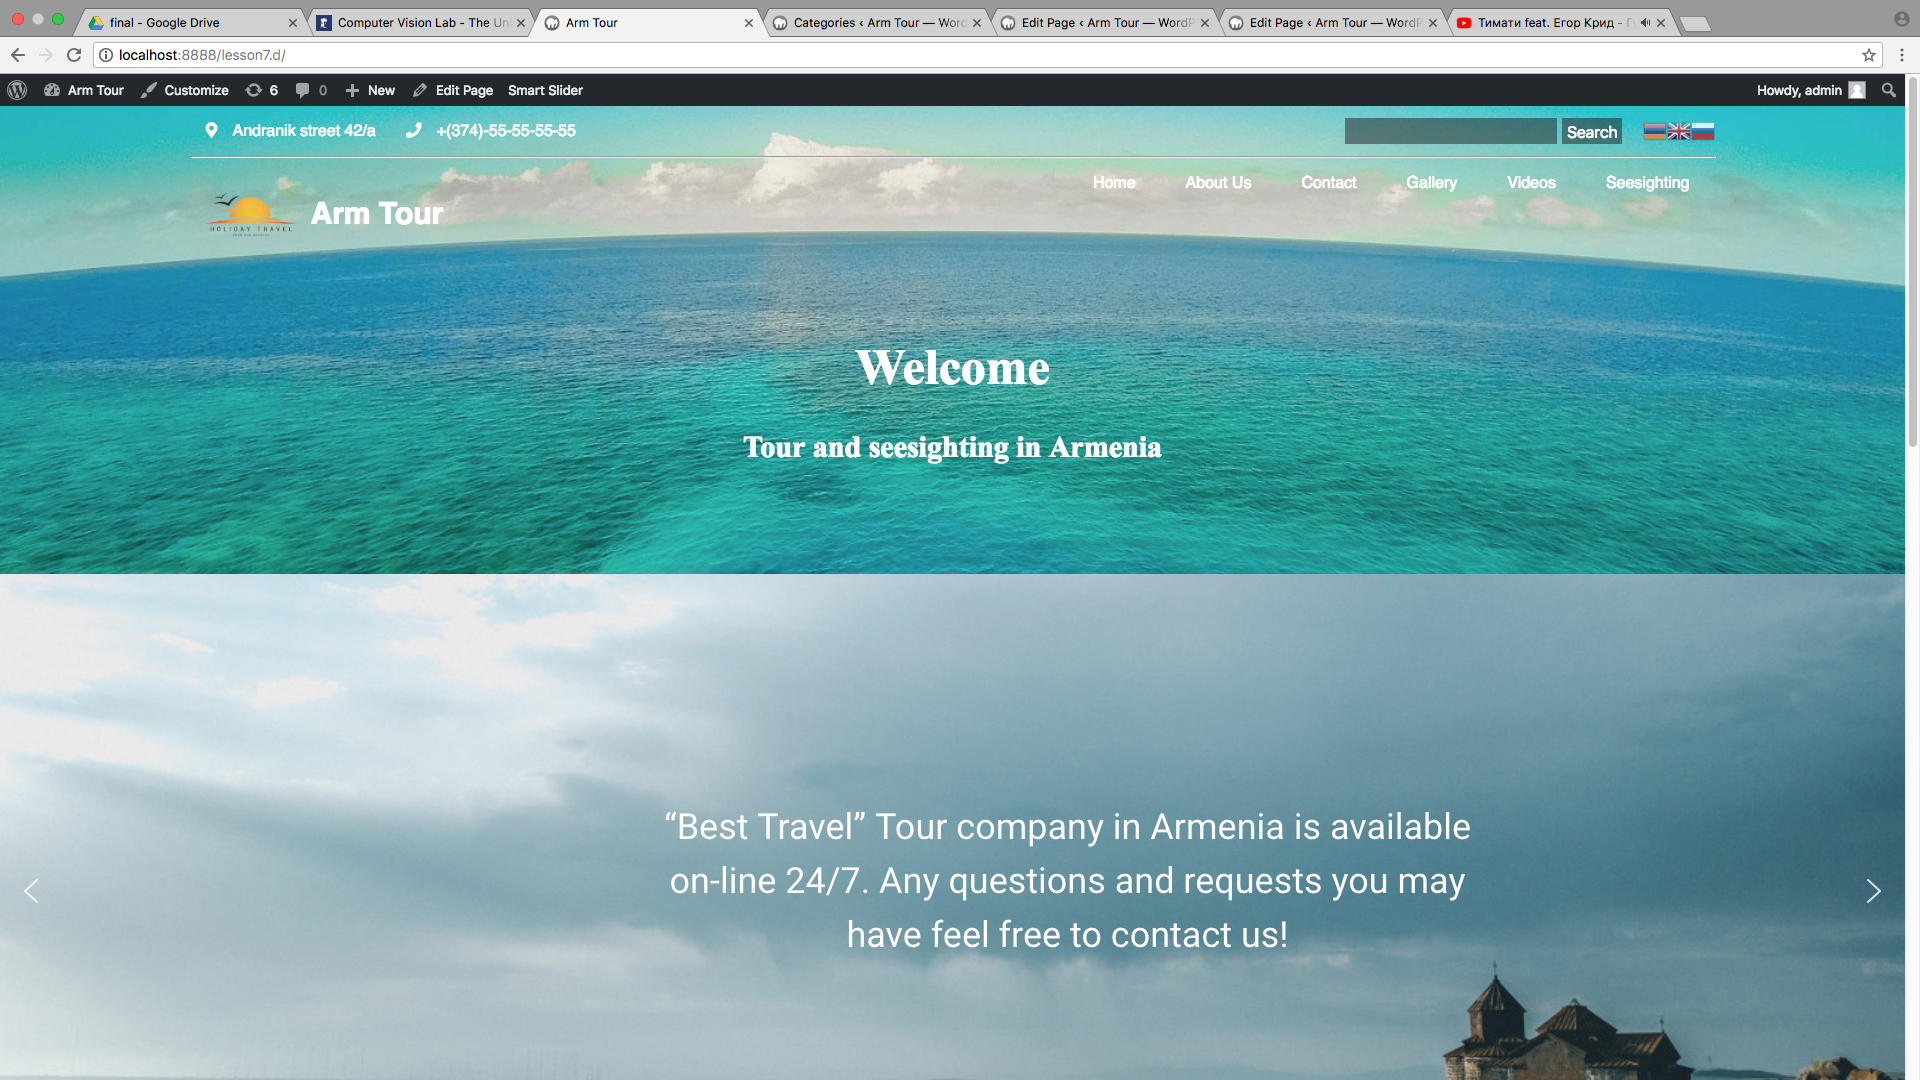 final - Google Drive
Computer Vision Lab - The Uni
Arm Tour
Categories ‹ Arm Tour — Word
Edit Page ‹ Arm Tour — WordP
Edit Page ‹ Arm Tour — WordP
Тимати feat. Егор Крид - Г
localhost:8888/lesson7.d/
Arm Tour Customize 6 0 New Edit Page Smart Slider Howdy, admin
Andranik street 42/a +(374)-55-55-55-55 Search
Home About Us Contact Gallery Videos Seesighting
HOLIDAY TRAVEL
Arm Tour
Welcome
Tour and seesighting in Armenia
“Best Travel” Tour company in Armenia is available
on-line 24/7. Any questions and requests you may
have feel free to contact us!